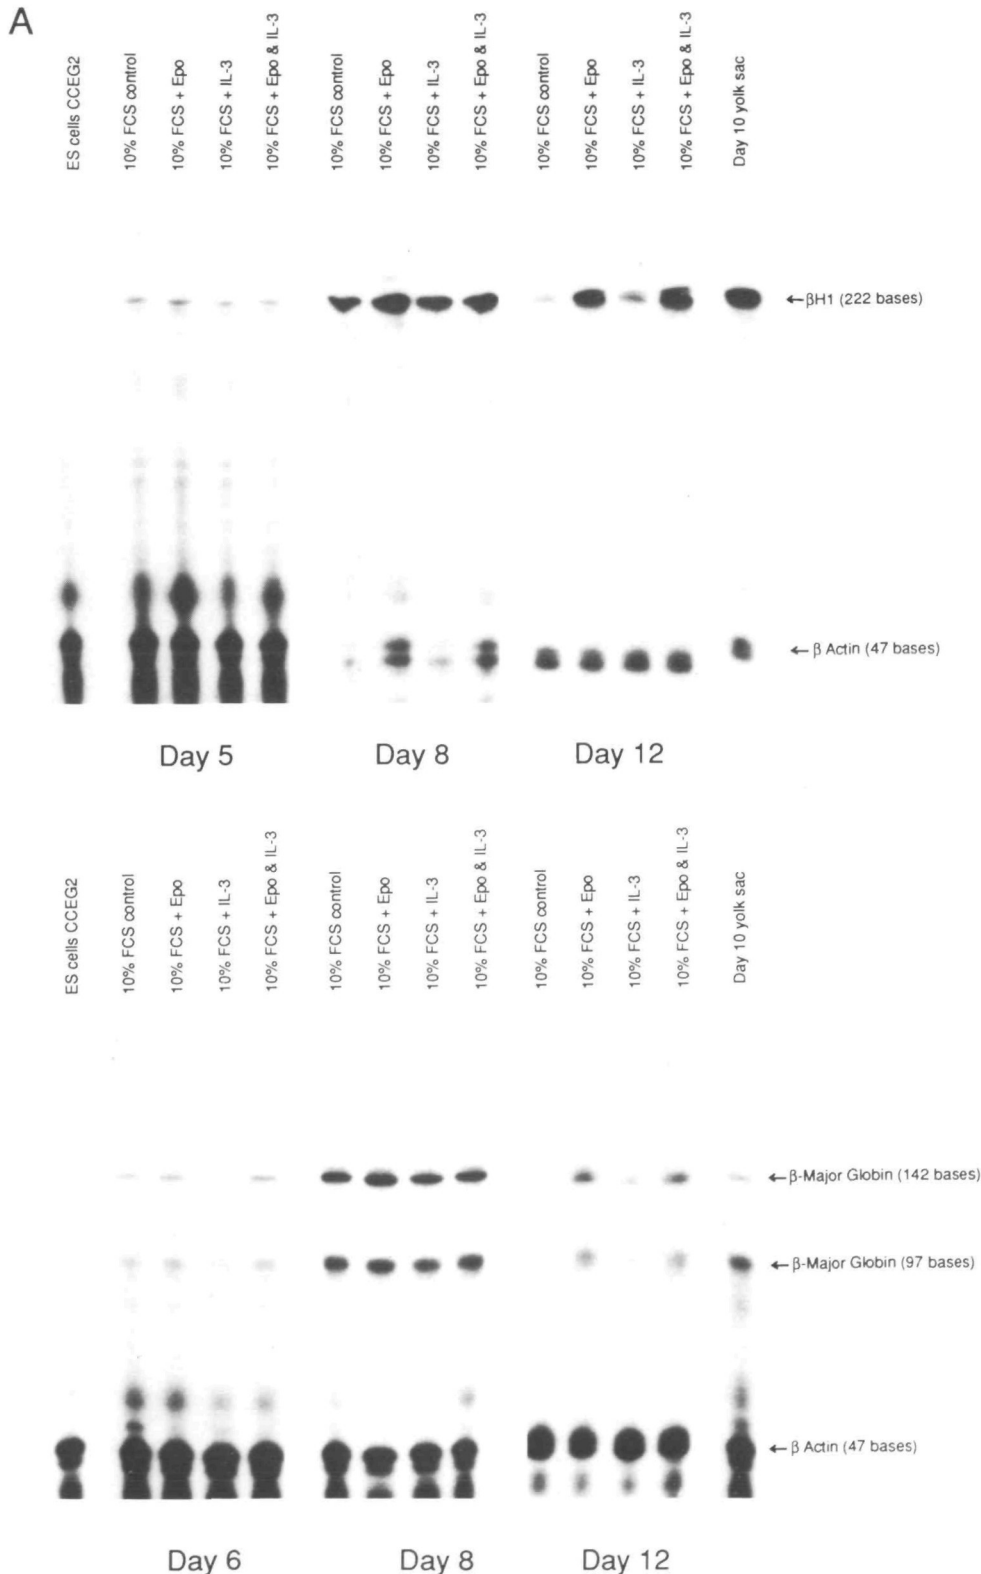 A
ES cells CCEG2
10% FCS control
10% FCS + Epo
10% FCS + IL-3
10% FCS + Epo & IL-3
10% FCS control
10% FCS + Epo
10% FCS + IL-3
10% FCS + Epo & IL-3
10% FCS control
10% FCS + Epo
10% FCS + IL-3
10% FCS + Epo & IL-3
Day 10 yolk sac
←βH1 (222 bases)
←β Actin (47 bases)
Day 5
Day 8
Day 12
ES cells CCEG2
10% FCS control
10% FCS + Epo
10% FCS + IL-3
10% FCS + Epo & IL-3
10% FCS control
10% FCS + Epo
10% FCS + IL-3
10% FCS + Epo & IL-3
10% FCS control
10% FCS + Epo
10% FCS + IL-3
10% FCS + Epo & IL-3
Day 10 yolk sac
←β-Major Globin (142 bases)
←β-Major Globin (97 bases)
←β Actin (47 bases)
Day 6
Day 8
Day 12